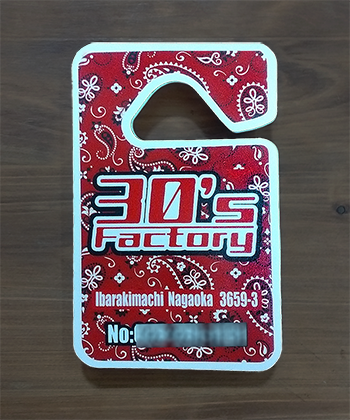 30's
Factory
Ibarakimachi Nagaoka 3659-3
No: